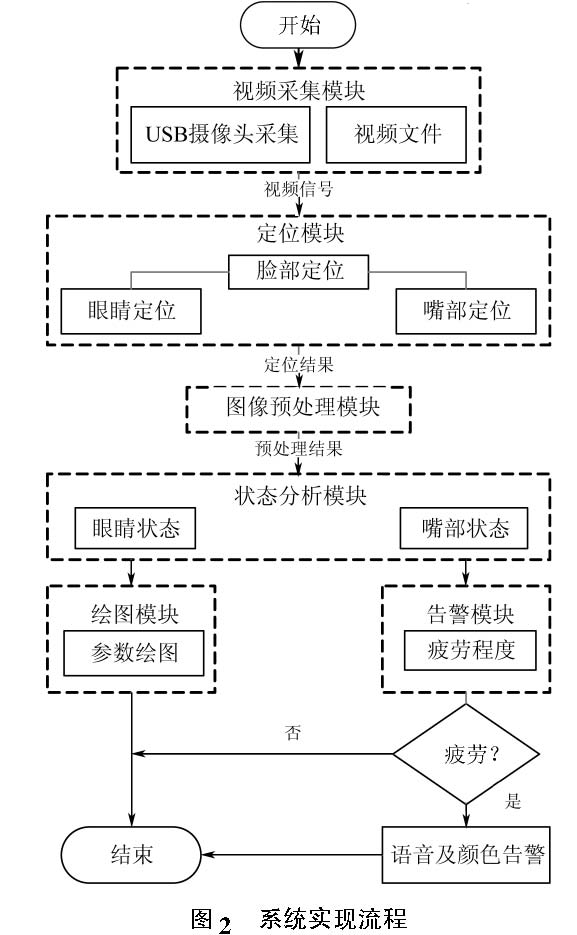 开始
视频采集模块
USB摄像头采集
视频文件
视频信号
定位模块
脸部定位
眼睛定位
嘴部定位
定位结果
图像预处理模块
预处理结果
状态分析模块
眼睛状态
嘴部状态
绘图模块
参数绘图
告警模块
疲劳程度
否
疲劳?
是
结束
语音及颜色告警
图2 系统实现流程